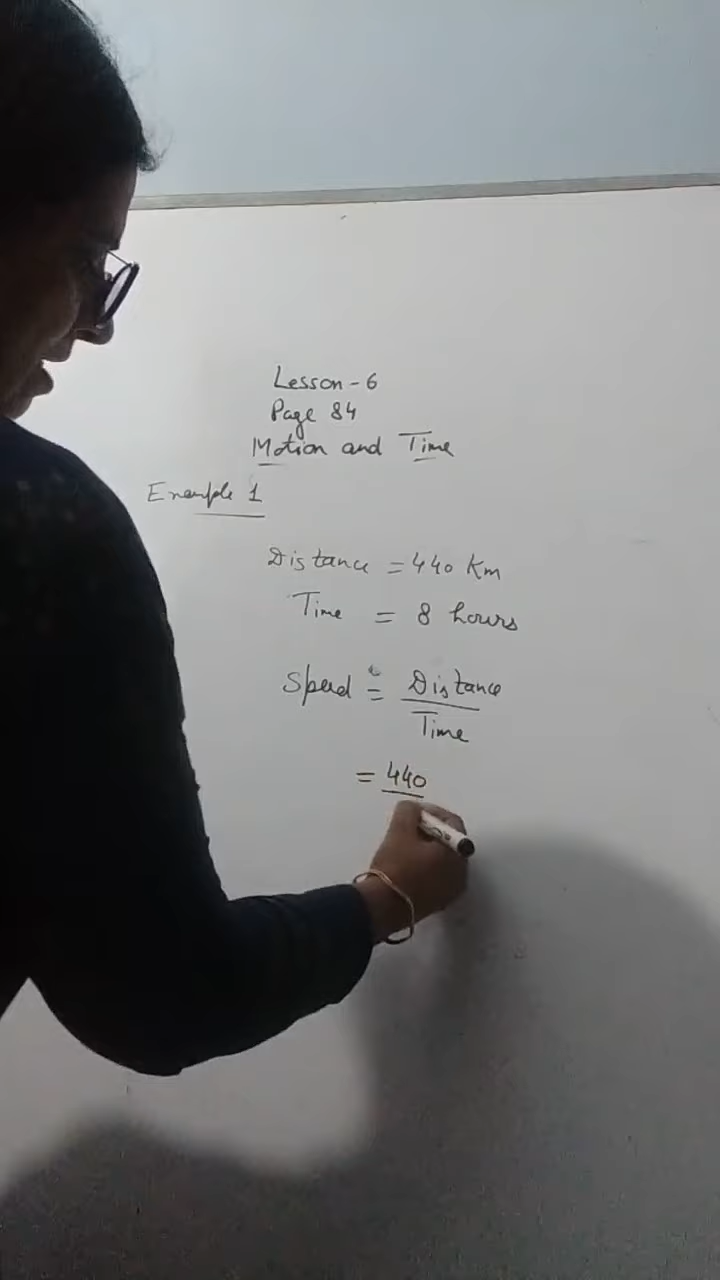 Lesson - 6
Page 84
Motion and Time
Example 1
Distance = 440 Km
Time = 8 hours
Speed = Distance
Time
= 440